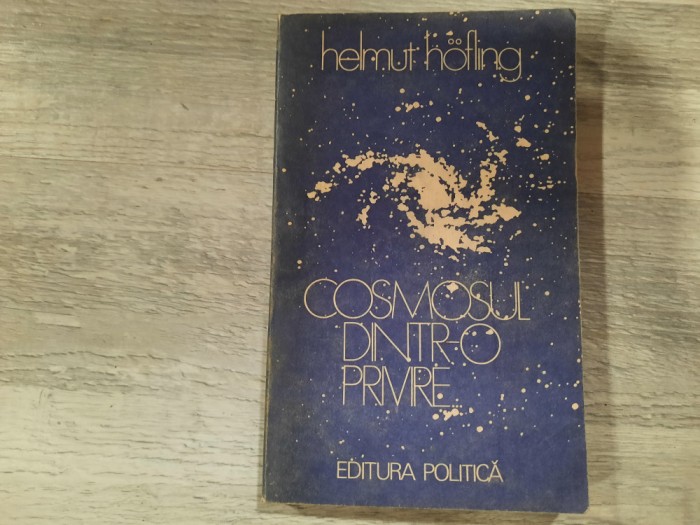 helmut höfling
COSMOSUL
DINTR-O
PRIVIRE...
EDITURA POLITICĂ